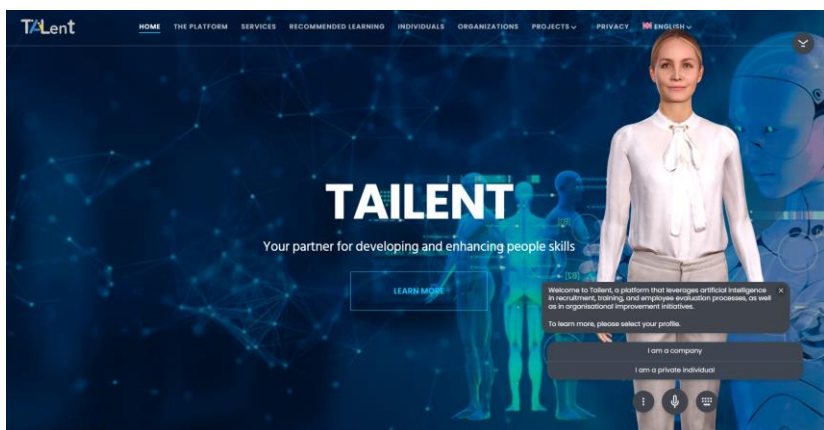 TAILent
HOME THE PLATFORM SERVICES RECOMMENDED LEARNING INDIVIDUALS ORGANIZATIONS PROJECTS PRIVACY ENGLISH
TAILENT
Your partner for developing and enhancing people skills
LEARN MORE
Welcome to Tailent, a platform that leverages artificial intelligence
in recruitment, training, and employee evaluation processes, as well
as in organisational improvement initiatives.
To learn more, please select your profile.
I am a company
I am a private individual